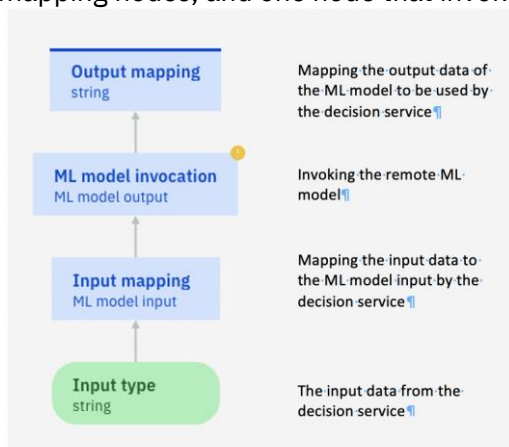 mapping nodes, and one node that invok
Output mapping
string
Mapping the output data of
the ML model to be used by
the decision service¶
ML model invocation
ML model output
Invoking the remote ML
model¶
Input mapping
ML model input
Mapping the input data to
the ML model input by the
decision service¶
Input type
string
The input data from the
decision service¶